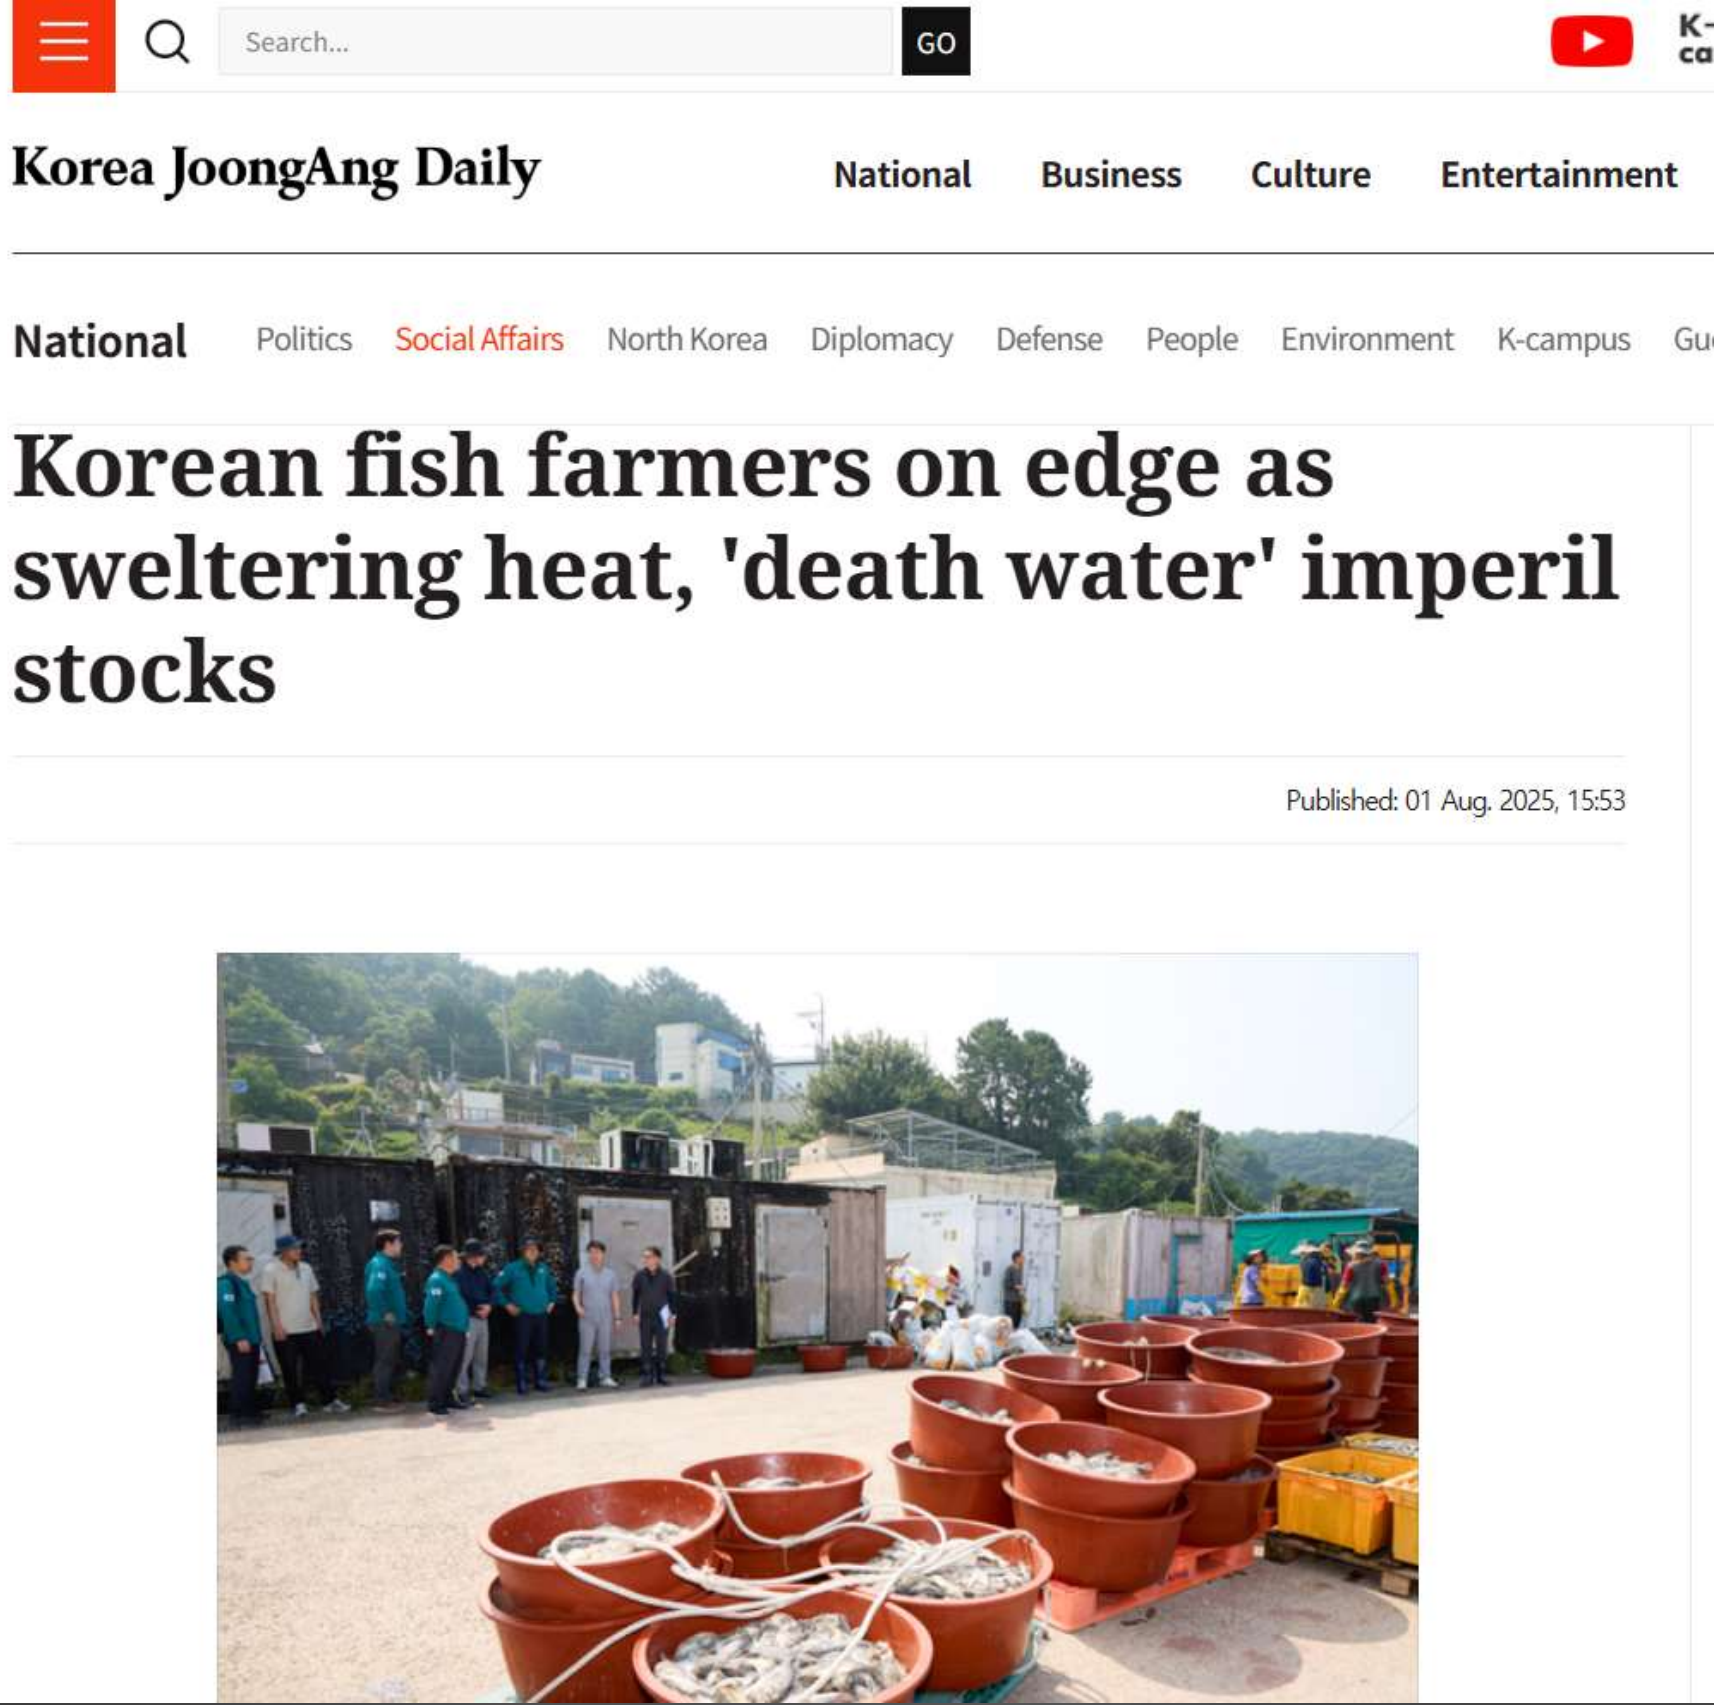 Search...
GO
K-
ca
Korea JoongAng Daily
National
Business
Culture
Entertainment
National
Politics
Social Affairs
North Korea
Diplomacy
Defense
People
Environment
K-campus
Gu
Korean fish farmers on edge as
sweltering heat, 'death water' imperil
stocks
Published: 01 Aug. 2025, 15:53